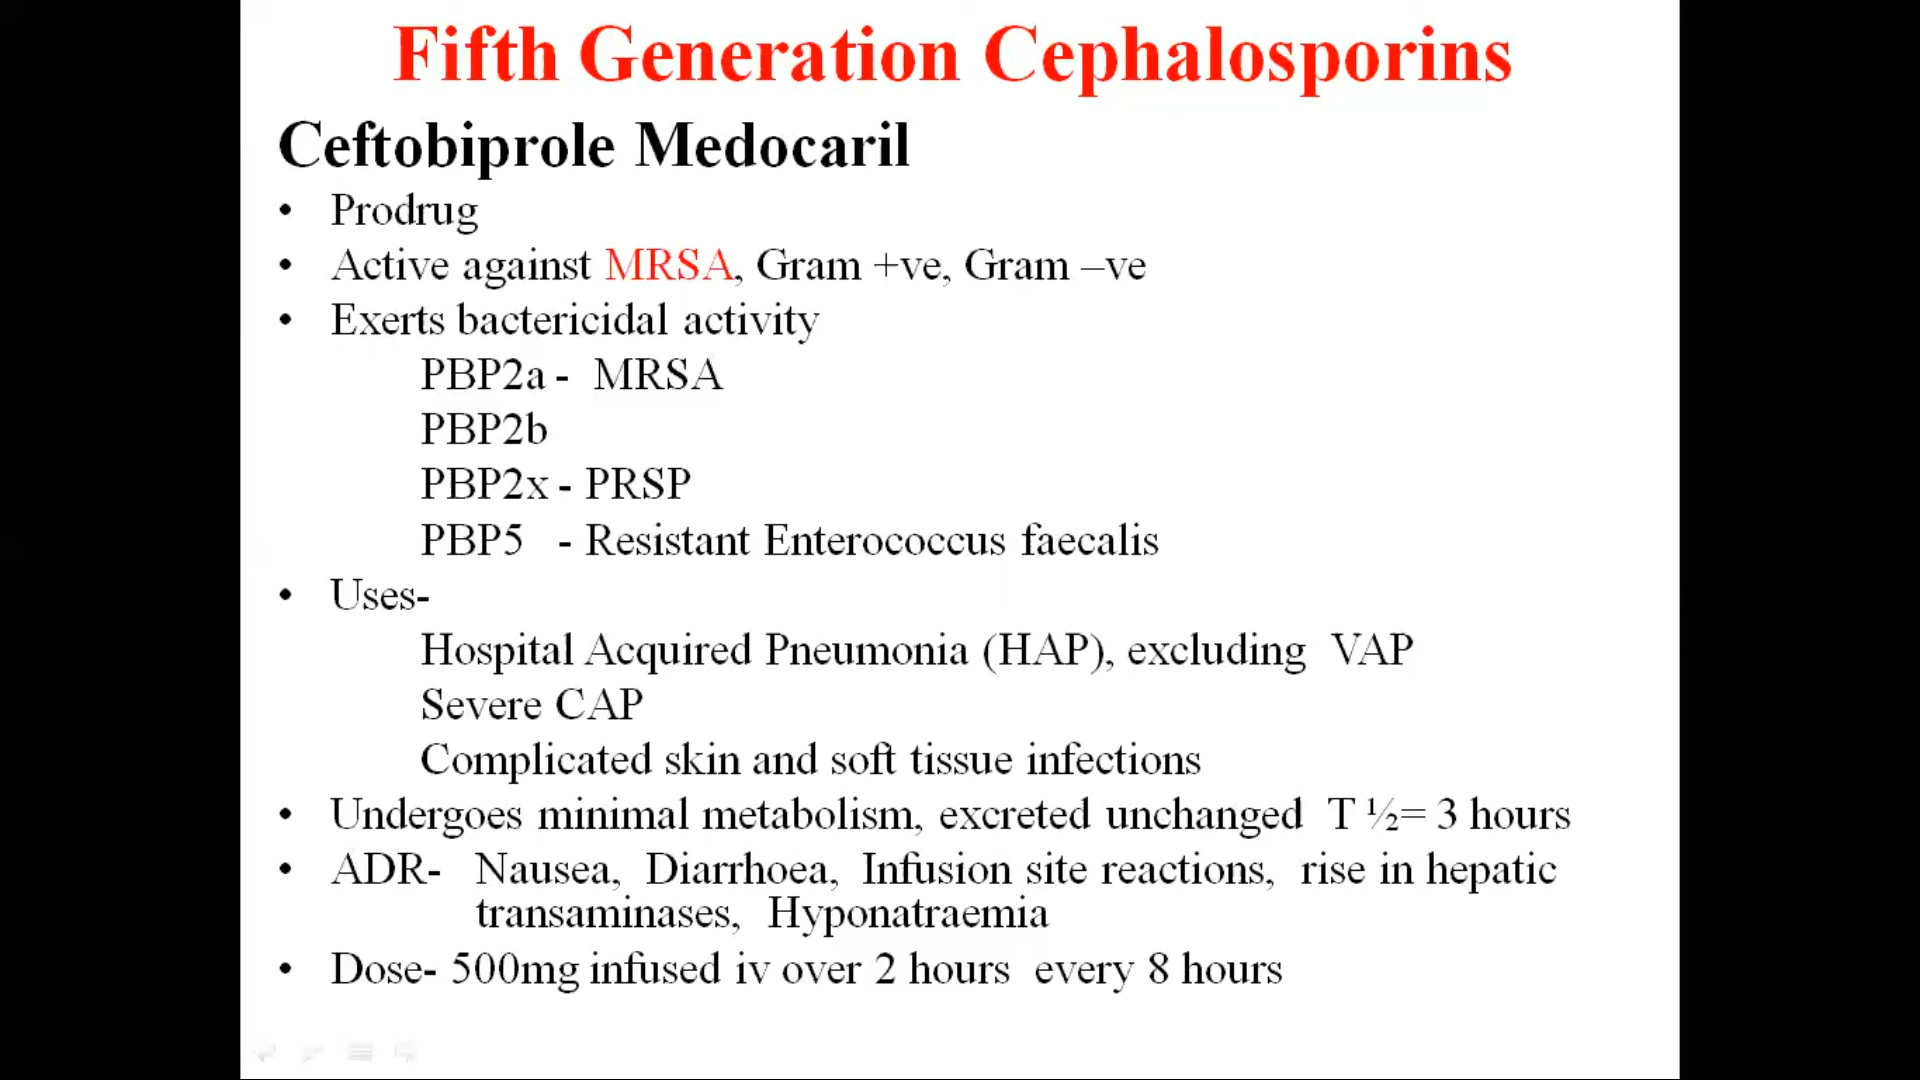 Fifth Generation Cephalosporins
Ceftobiprole Medocaril
• Prodrug
• Active against MRSA, Gram +ve, Gram –ve
• Exerts bactericidal activity
PBP2a - MRSA
PBP2b
PBP2x - PRSP
PBP5 - Resistant Enterococcus faecalis
• Uses-
Hospital Acquired Pneumonia (HAP), excluding VAP
Severe CAP
Complicated skin and soft tissue infections
• Undergoes minimal metabolism, excreted unchanged T ½= 3 hours
• ADR- Nausea, Diarrhoea, Infusion site reactions, rise in hepatic
transaminases, Hyponatraemia
• Dose- 500mg infused iv over 2 hours every 8 hours